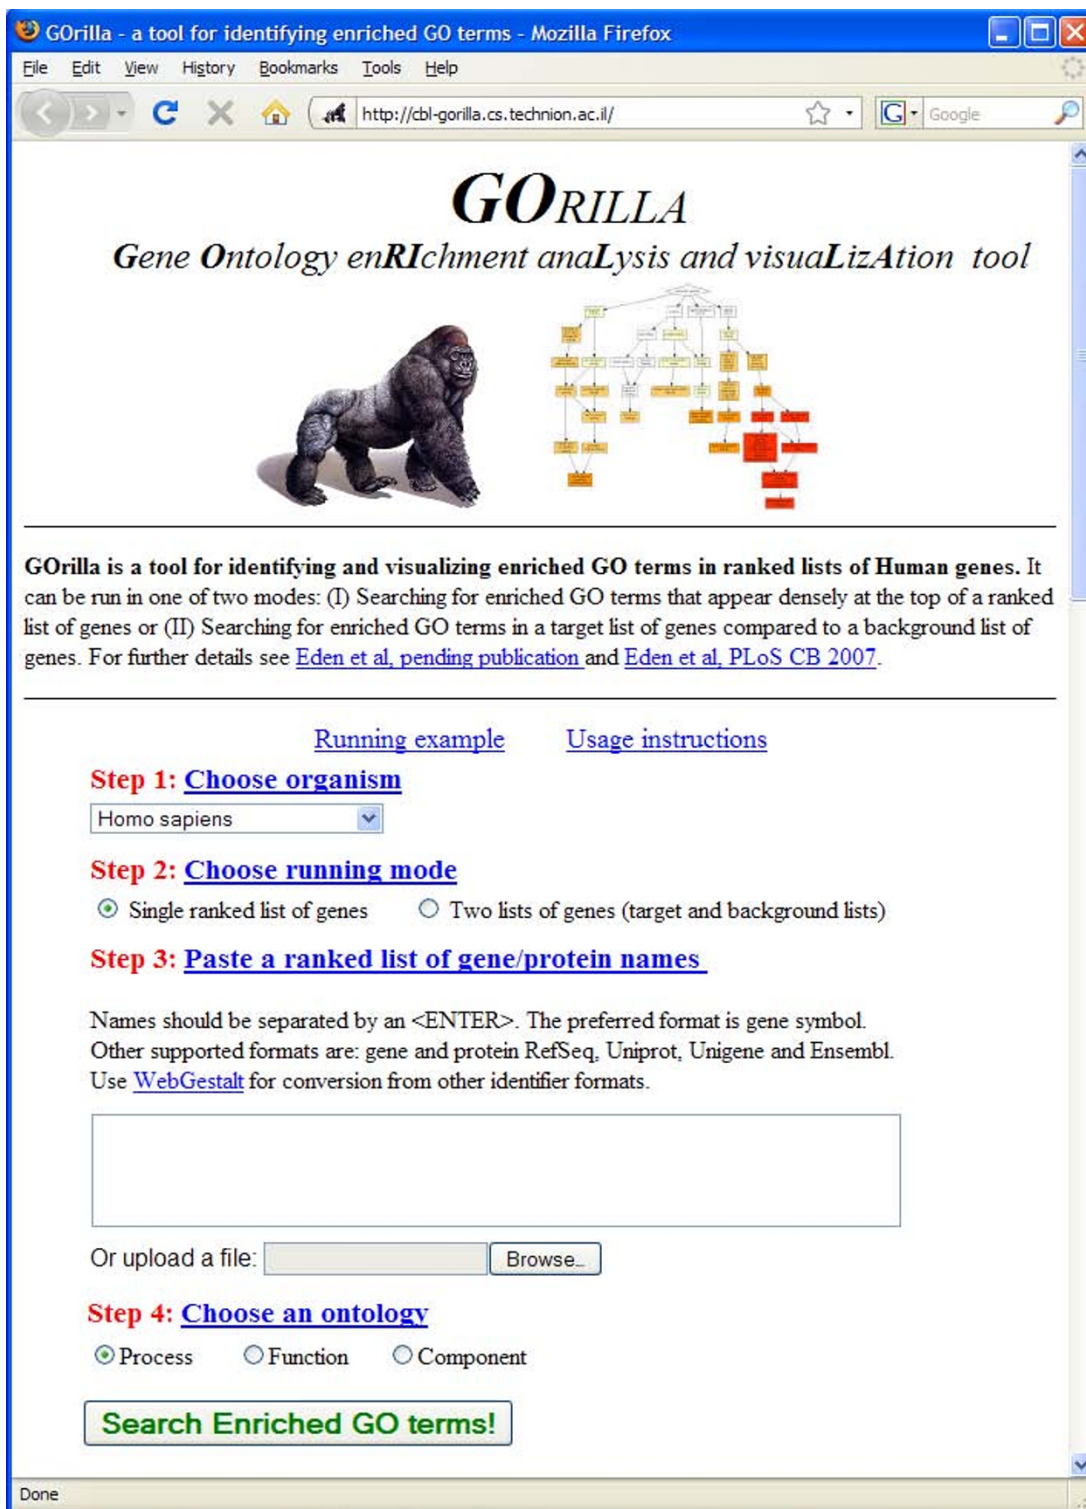 GOrilla - a tool for identifying enriched GO terms - Mozilla Firefox
File Edit View History Bookmarks Tools Help
http://cbl-gorilla.cs.technion.ac.il/ G Google
GORILLA
Gene Ontology enRIchment anaLysis and visuaLizAtion tool
GOrilla is a tool for identifying and visualizing enriched GO terms in ranked lists of Human genes. It
can be run in one of two modes: (I) Searching for enriched GO terms that appear densely at the top of a ranked
list of genes or (II) Searching for enriched GO terms in a target list of genes compared to a background list of
genes. For further details see Eden et al, pending publication and Eden et al, PLoS CB 2007.
Running example Usage instructions
Step 1: Choose organism
Homo sapiens
Step 2: Choose running mode
Single ranked list of genes Two lists of genes (target and background lists)
Step 3: Paste a ranked list of gene/protein names
Names should be separated by an <ENTER>. The preferred format is gene symbol.
Other supported formats are: gene and protein RefSeq, Uniprot, Unigene and Ensembl.
Use WebGestalt for conversion from other identifier formats.
Or upload a file: Browse...
Step 4: Choose an ontology
Process Function Component
Search Enriched GO terms!
Done